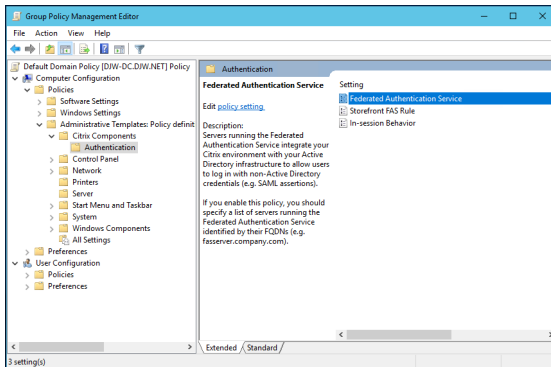 Group Policy Management Editor
File Action View Help
Default Domain Policy [DJW-DC.DJW.NET] Policy
Computer Configuration
Policies
Software Settings
Windows Settings
Administrative Templates: Policy definit
Citrix Components
Authentication
Control Panel
Network
Printers
Server
Start Menu and Taskbar
System
Windows Components
All Settings
Preferences
User Configuration
Policies
Preferences
Authentication
Federated Authentication Service
Edit policy setting
Description:
Servers running the Federated
Authentication Service integrate your
Citrix environment with your Active
Directory infrastructure to allow users
to log in with non-Active Directory
credentials (e.g. SAML assertions).
If you enable this policy, you should
specify a list of servers running the
Federated Authentication Service
identified by their FQDNs (e.g.
fasserver.company.com).
Setting
Federated Authentication Service
Storefront FAS Rule
In-session Behavior
Extended Standard
3 setting(s)